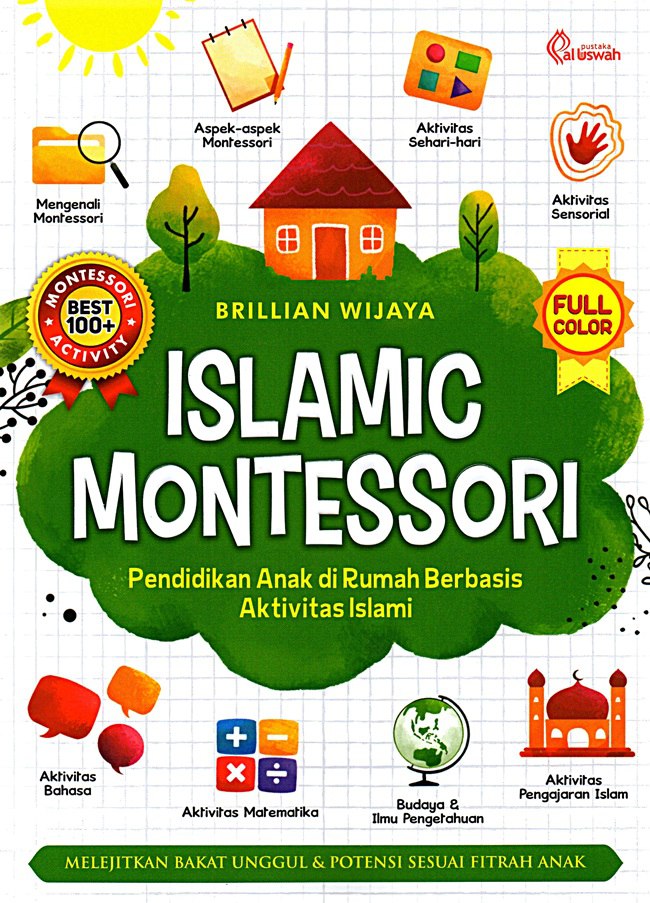 pustaka
al Uswah
Aspek-aspek
Montessori
Aktivitas
Sehari-hari
Mengenali
Montessori
Aktivitas
Sensorial
MONTESSORI
BEST
100+
ACTIVITY
FULL
COLOR
BRILLIAN WIJAYA
ISLAMIC
MONTESSORI
Pendidikan Anak di Rumah Berbasis
Aktivitas Islami
Aktivitas
Bahasa
+ −
× ÷
Aktivitas Matematika
Budaya &
Ilmu Pengetahuan
Aktivitas
Pengajaran Islam
MELEJITKAN BAKAT UNGGUL & POTENSI SESUAI FITRAH ANAK